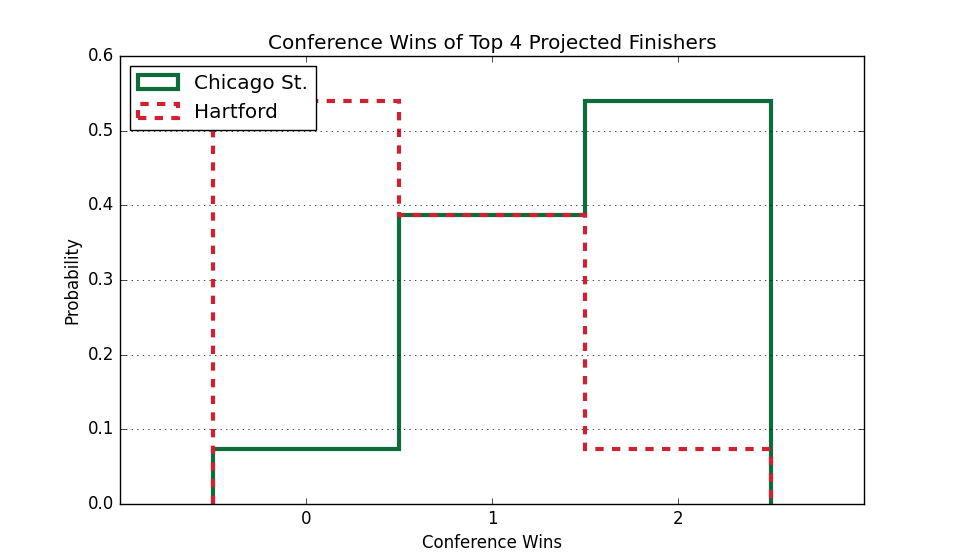 Conference Wins of Top 4 Projected Finishers
0.6
Chicago St.
Hartford
0.5
0.4
0.3
0.2
0.1
0.0
Probability
0 1 2
Conference Wins